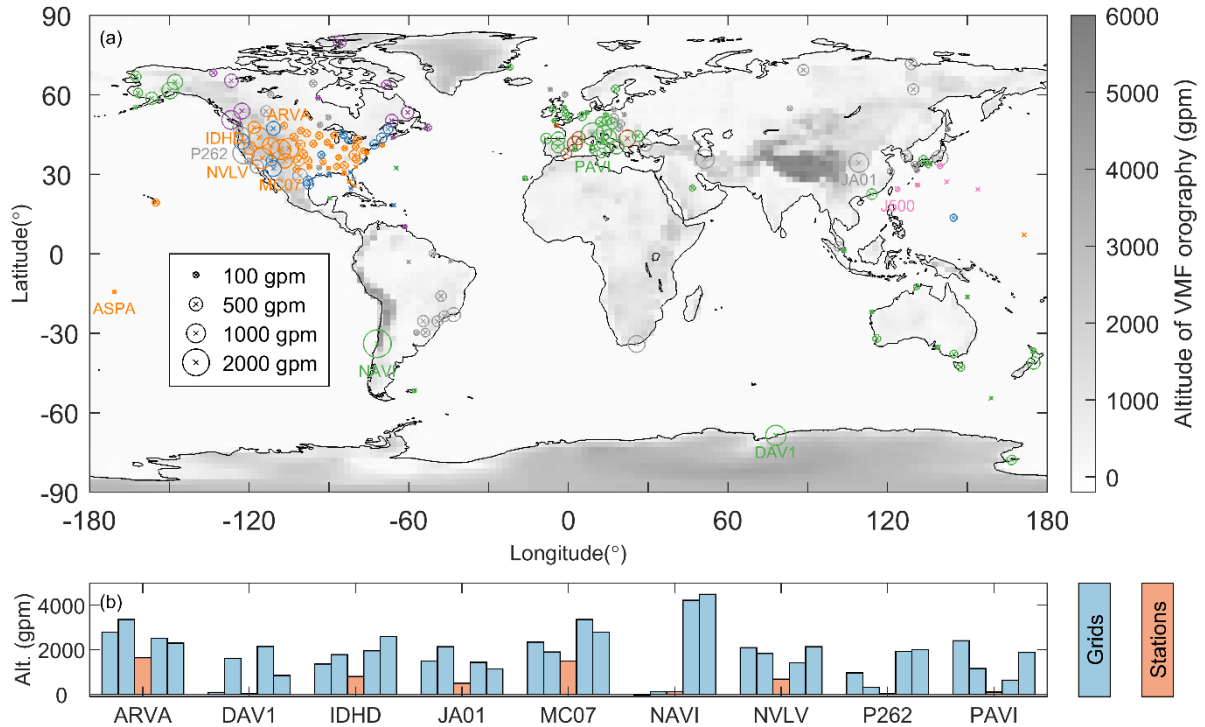 (a)
90
60
30
0
-30
-60
-90
Latitude(°)
-180
-120
-60
0
60
120
180
Longitude(°)
ARVA
IDHD
P262
NVLV
MC07
PAVI
JA01
J500
ASPA
NAVI
DAV1
100 gpm
500 gpm
1000 gpm
2000 gpm
6000
5000
4000
3000
2000
1000
0
Altitude of VMF orography (gpm)
(b)
Alt. (gpm)
4000
2000
0
ARVA DAV1 IDHD JA01 MC07 NAVI NVLV P262 PAVI
Grids
Stations